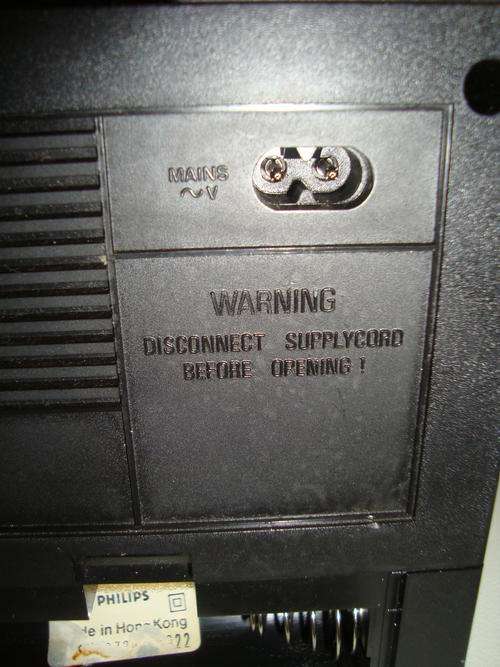 MAINS
~ V
WARNING
DISCONNECT SUPPLYCORD
BEFORE OPENING !
PHILIPS
de in Hong Kong